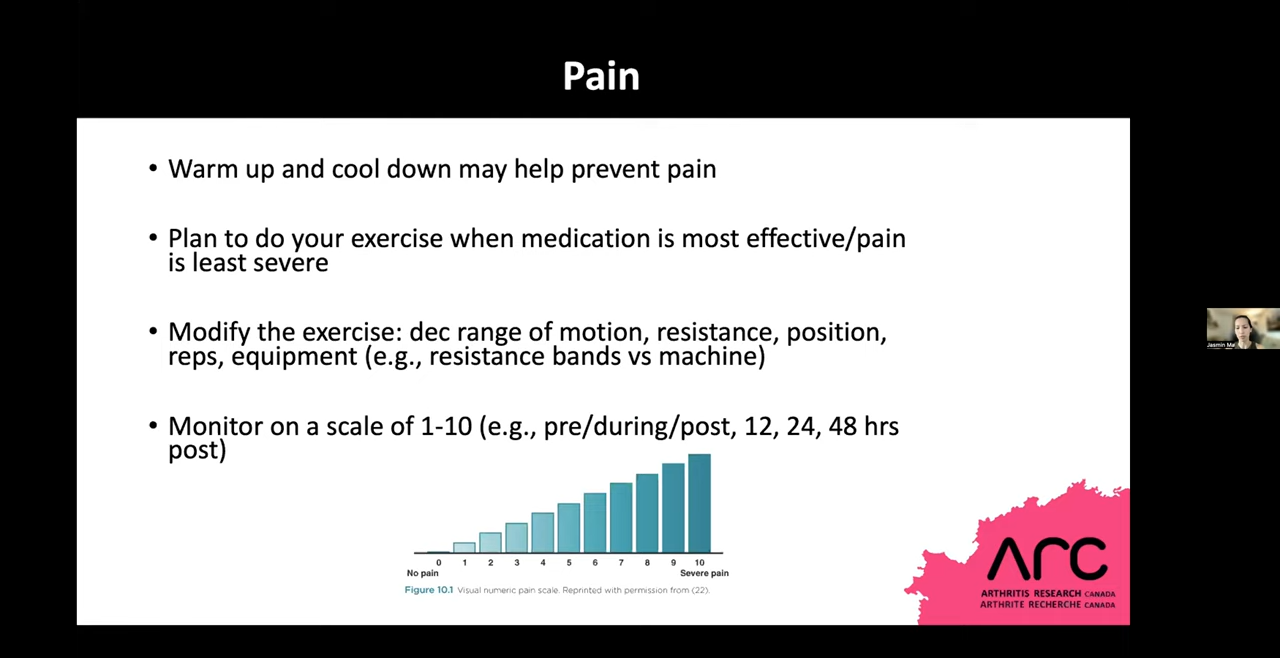 Pain
• Warm up and cool down may help prevent pain
• Plan to do your exercise when medication is most effective/pain
is least severe
• Modify the exercise: dec range of motion, resistance, position,
reps, equipment (e.g., resistance bands vs machine)
• Monitor on a scale of 1-10 (e.g., pre/during/post, 12, 24, 48 hrs
post)
0 1 2 3 4 5 6 7 8 9 10
No pain Severe pain
Figure 10.1 Visual numeric pain scale. Reprinted with permission from (22).
ARC
ARTHRITIS RESEARCH CANADA
ARTHRITE RECHERCHE CANADA
Jasmin Ma